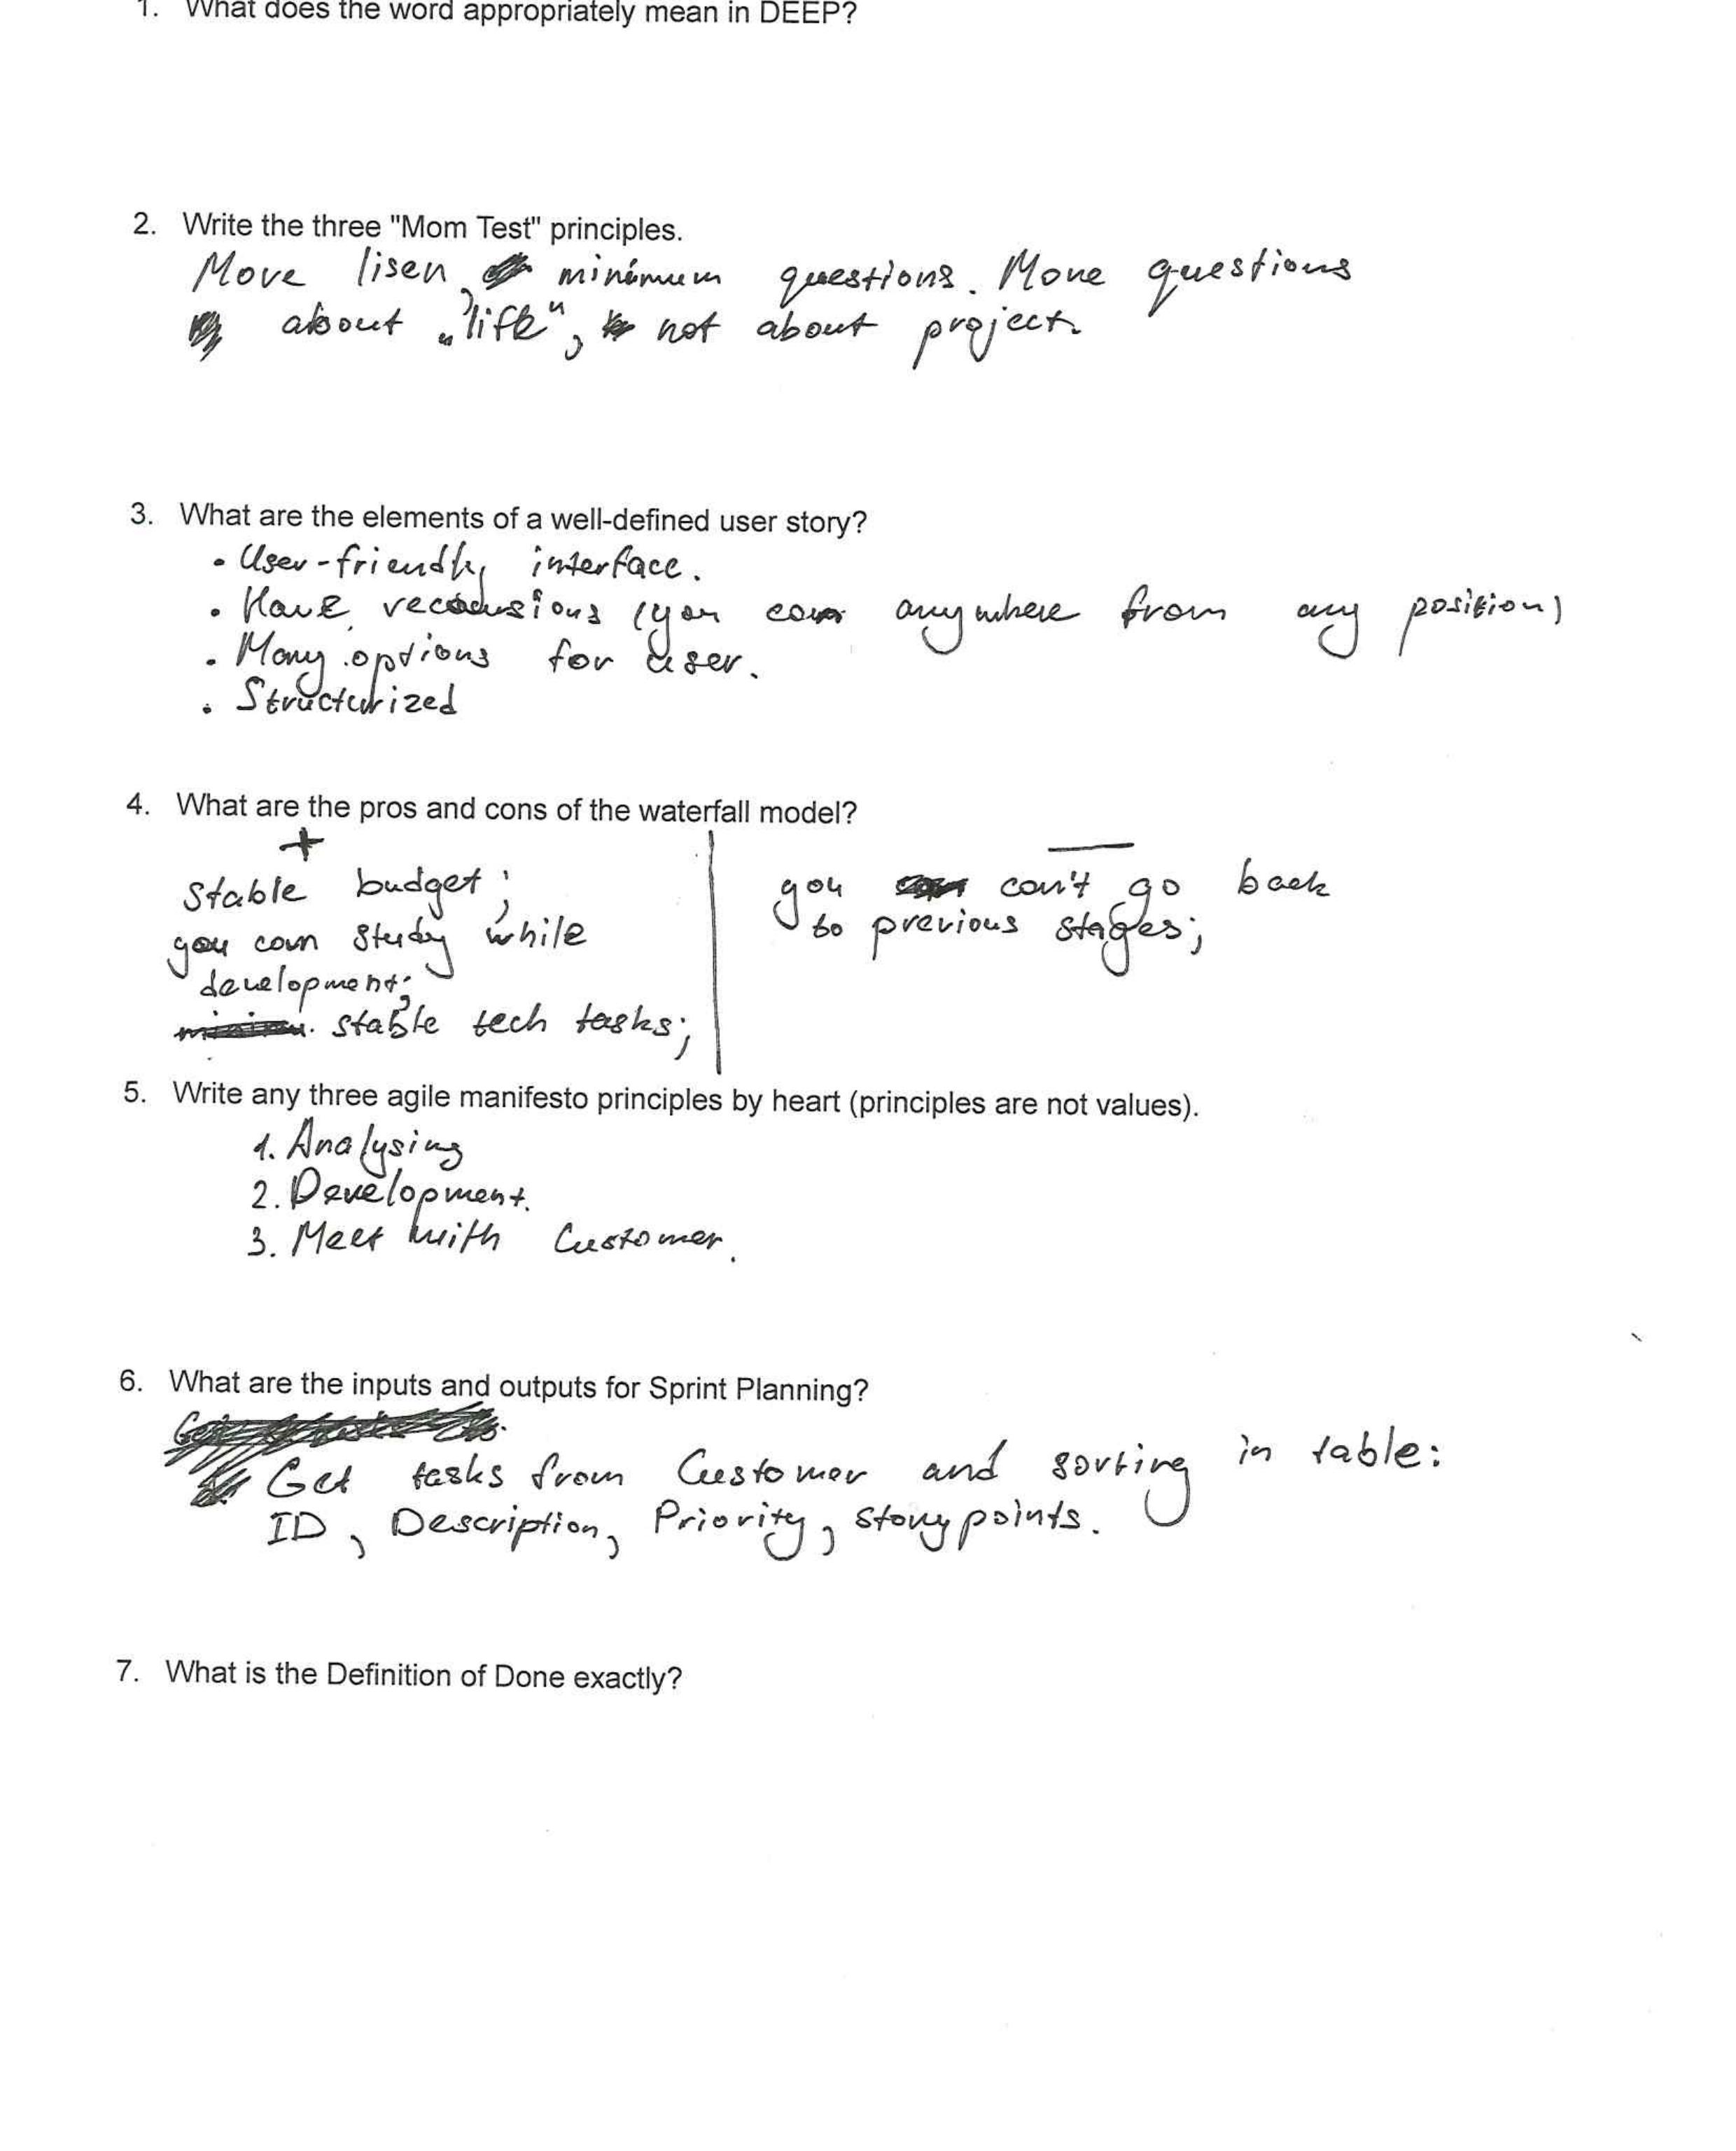 1. What does the word appropriately mean in DEEP?
2. Write the three "Mom Test" principles.
More lisen, minimum questions. More questions
about „life“, not about project.
3. What are the elements of a well-defined user story?
• User-friendly interface.
• Have (you can anywhere from any position)
• Many options for user.
• Structurized
4. What are the pros and cons of the waterfall model?
+ —
stable budget; you can't go back
you can study while to previous stages;
development;
stable tech tasks;
5. Write any three agile manifesto principles by heart (principles are not values).
1. Analysing
2. Development.
3. Meet with Customer.
6. What are the inputs and outputs for Sprint Planning?
Get tasks from Customer and sorting in table:
ID, Description, Priority, story points.
7. What is the Definition of Done exactly?